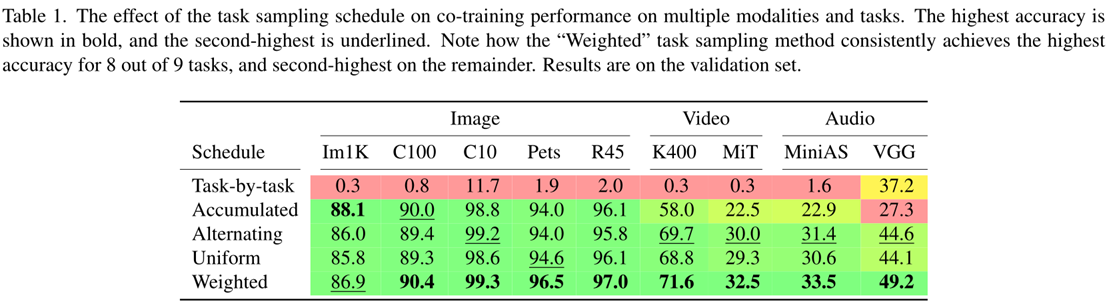 Table 1. The effect of the task sampling schedule on co-training performance on multiple modalities and tasks. The highest accuracy is
shown in bold, and the second-highest is underlined. Note how the “Weighted” task sampling method consistently achieves the highest
accuracy for 8 out of 9 tasks, and second-highest on the remainder. Results are on the validation set.
Image Video Audio
Schedule Im1K C100 C10 Pets R45 K400 MiT MiniAS VGG
Task-by-task 0.3 0.8 11.7 1.9 2.0 0.3 0.3 1.6 37.2
Accumulated 88.1 90.0 98.8 94.0 96.1 58.0 22.5 22.9 27.3
Alternating 86.0 89.4 99.2 94.0 95.8 69.7 30.0 31.4 44.6
Uniform 85.8 89.3 98.6 94.6 96.1 68.8 29.3 30.6 44.1
Weighted 86.9 90.4 99.3 96.5 97.0 71.6 32.5 33.5 49.2